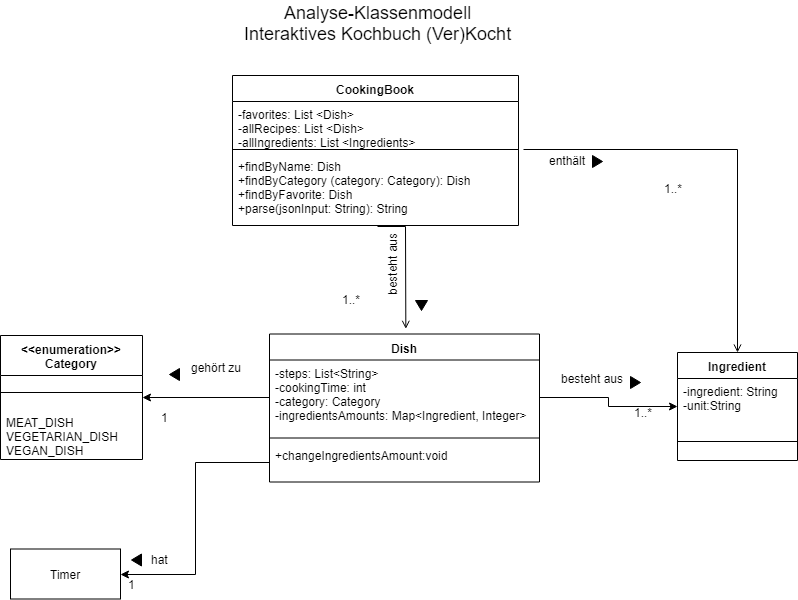 Analyse-Klassenmodell
Interaktives Kochbuch (Ver)Kocht
CookingBook
-favorites: List <Dish>
-allRecipes: List <Dish>
-allIngredients: List <Ingredients>
+findByName: Dish
+findByCategory (category: Category): Dish
+findByFavorite: Dish
+parse(jsonInput: String): String
enthält
1..*
besteht aus
1..*
<<enumeration>>
Category
MEAT_DISH
VEGETARIAN_DISH
VEGAN_DISH
gehört zu
1
Dish
-steps: List<String>
-cookingTime: int
-category: Category
-ingredientsAmounts: Map<Ingredient, Integer>
+changeIngredientsAmount:void
besteht aus
1..*
Ingredient
-ingredient: String
-unit:String
Timer
hat
1